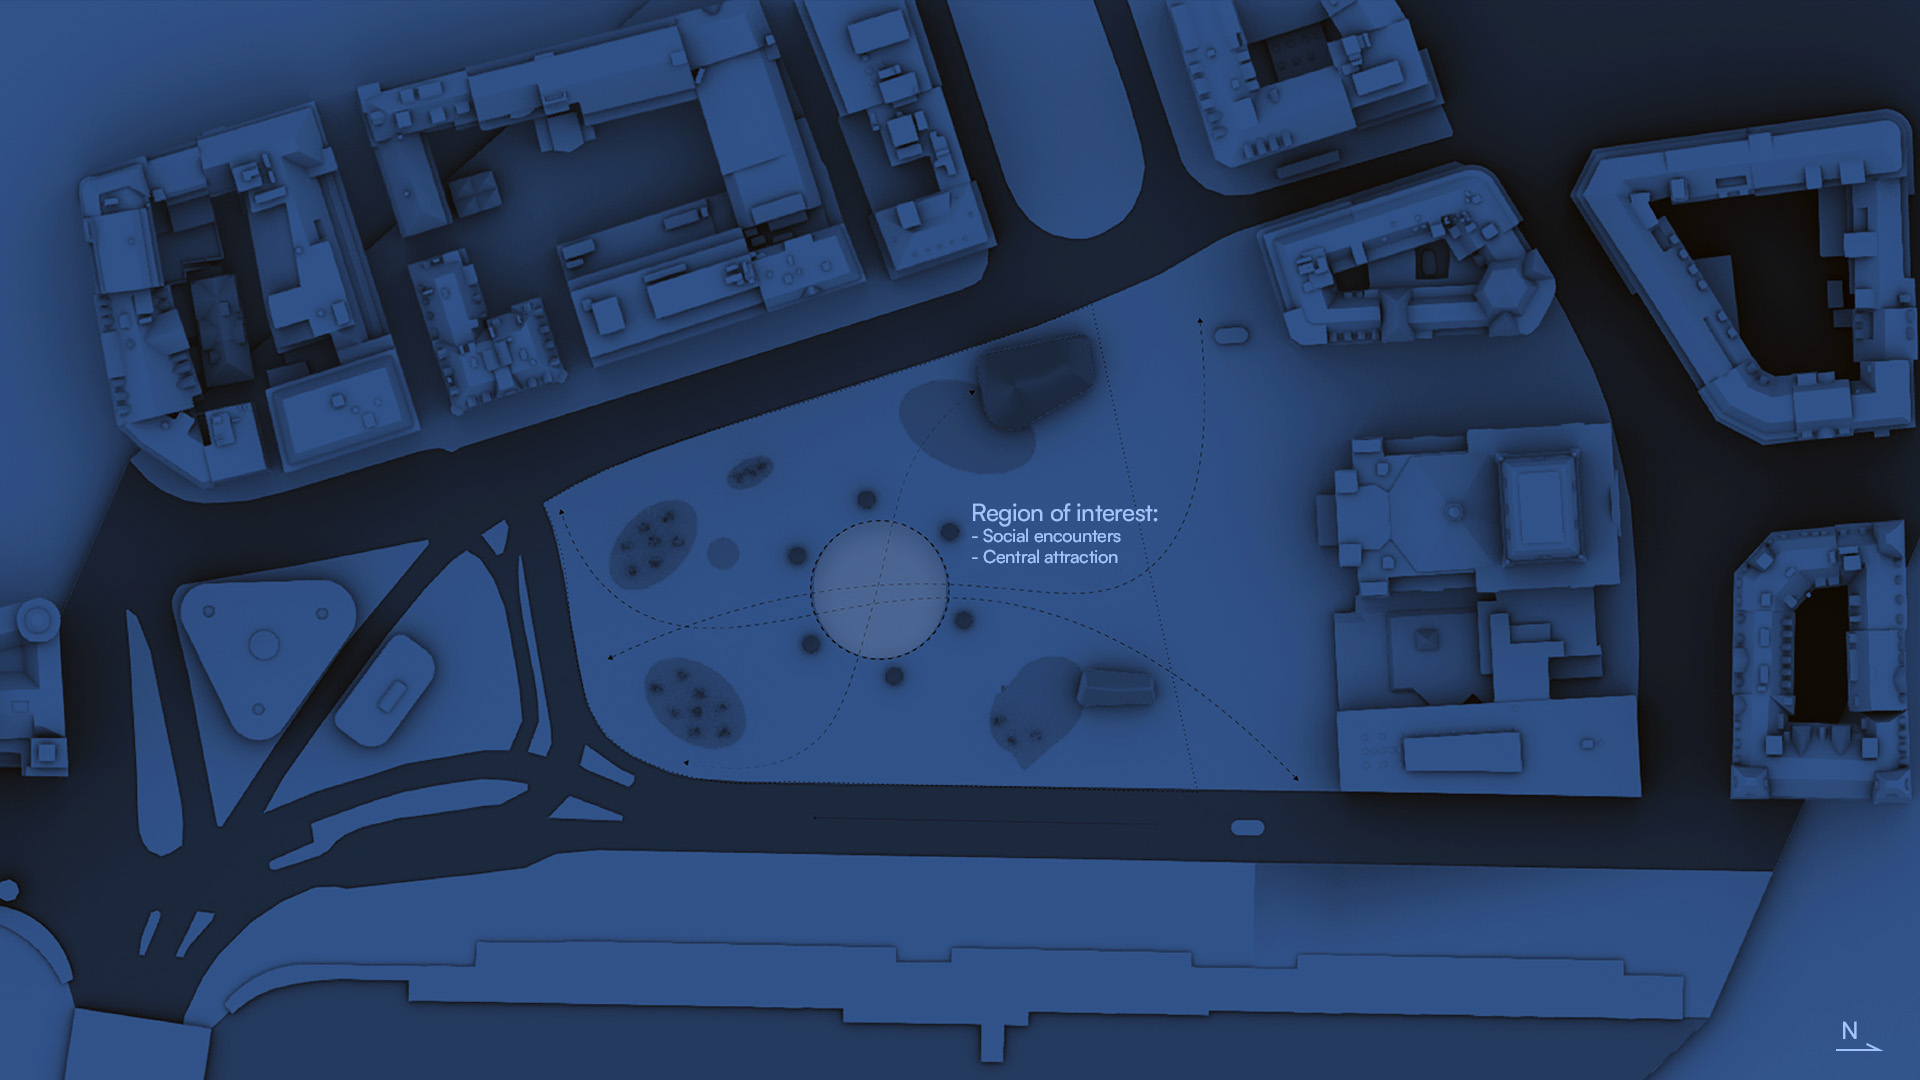 Region of interest:
- Social encounters
- Central attraction
N